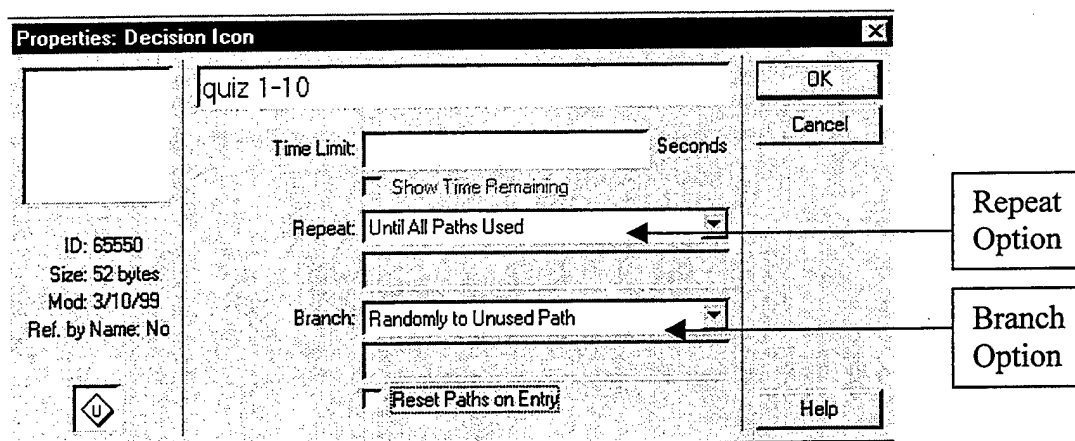 Properties: Decision Icon
quiz 1-10
OK
Cancel
Time Limit:
Seconds
Show Time Remaining
Repeat: Until All Paths Used
Repeat
Option
ID: 65550
Size: 52 bytes
Mod: 3/10/99
Ref. by Name: No
Branch: Randomly to Unused Path
Branch
Option
U
Reset Paths on Entry
Help